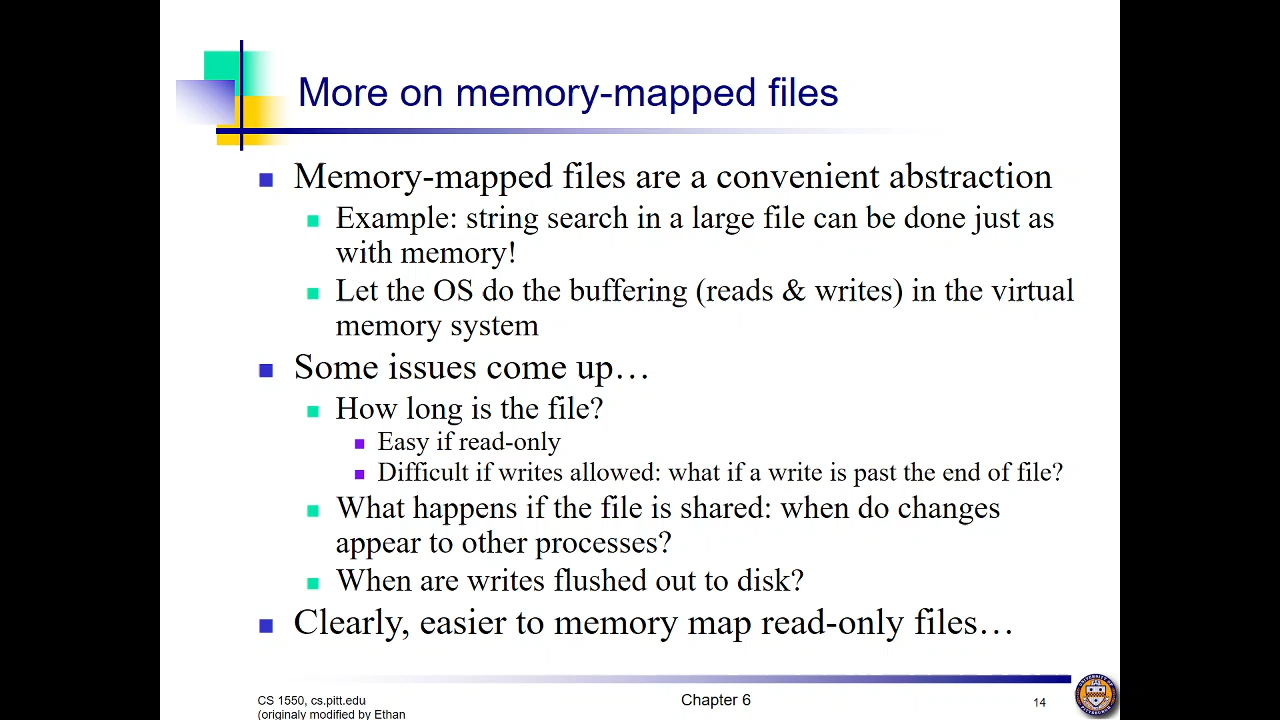 More on memory-mapped files
Memory-mapped files are a convenient abstraction
Example: string search in a large file can be done just as
with memory!
Let the OS do the buffering (reads & writes) in the virtual
memory system
Some issues come up…
How long is the file?
Easy if read-only
Difficult if writes allowed: what if a write is past the end of file?
What happens if the file is shared: when do changes
appear to other processes?
When are writes flushed out to disk?
Clearly, easier to memory map read-only files…
CS 1550, cs.pitt.edu
(originaly modified by Ethan
Chapter 6
14